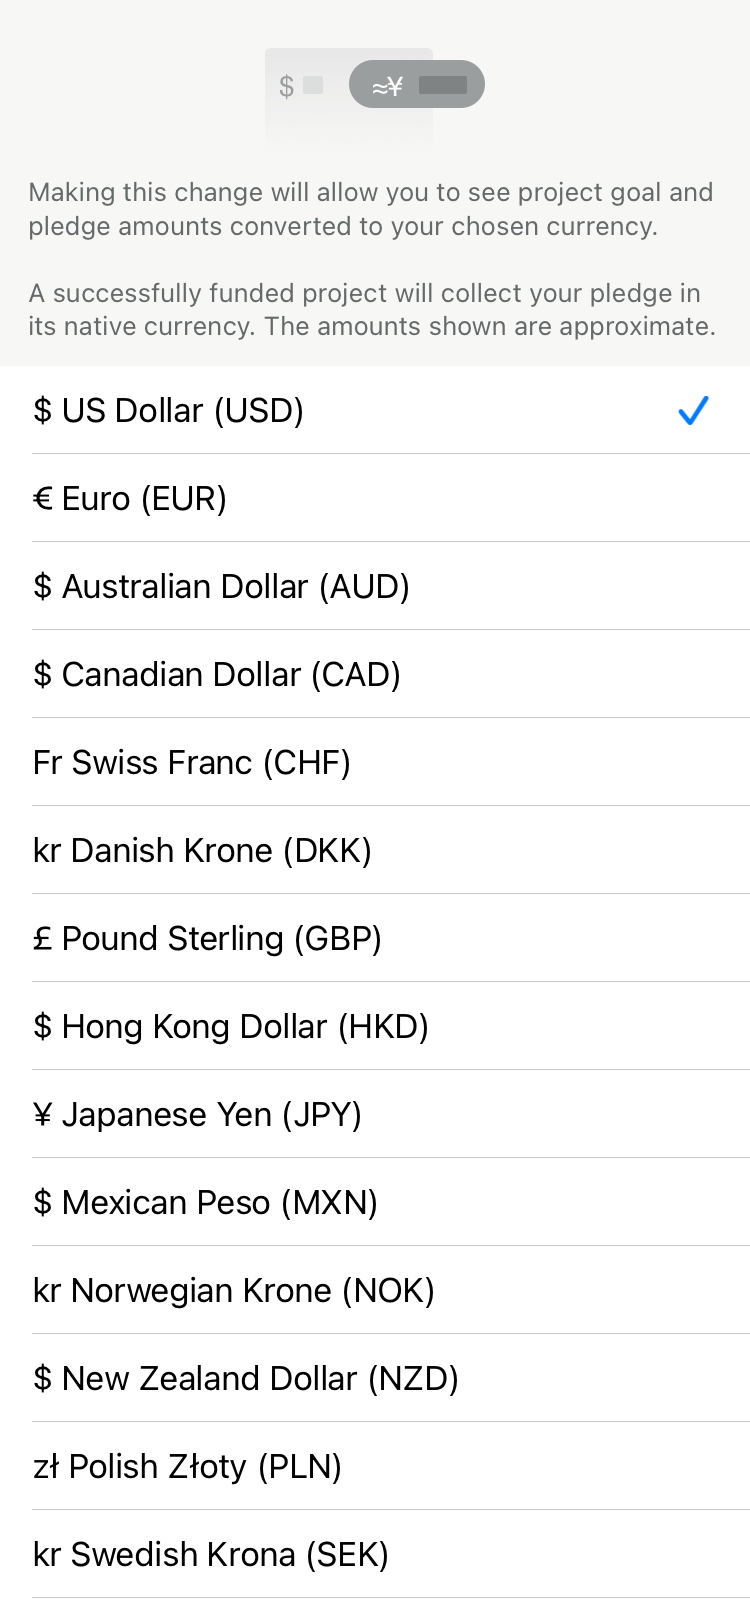 $ ≈¥
Making this change will allow you to see project goal and
pledge amounts converted to your chosen currency.
A successfully funded project will collect your pledge in
its native currency. The amounts shown are approximate.
$ US Dollar (USD)
€ Euro (EUR)
$ Australian Dollar (AUD)
$ Canadian Dollar (CAD)
Fr Swiss Franc (CHF)
kr Danish Krone (DKK)
£ Pound Sterling (GBP)
$ Hong Kong Dollar (HKD)
¥ Japanese Yen (JPY)
$ Mexican Peso (MXN)
kr Norwegian Krone (NOK)
$ New Zealand Dollar (NZD)
zł Polish Złoty (PLN)
kr Swedish Krona (SEK)